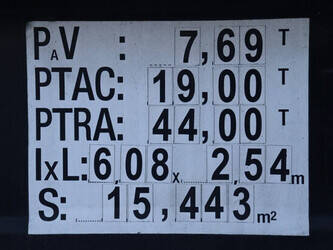 PAV : 7,69 T
PTAC: 19,00 T
PTRA: 44,00 T
IxL: 6,08 x 2,54 m
S: 15,443 m²